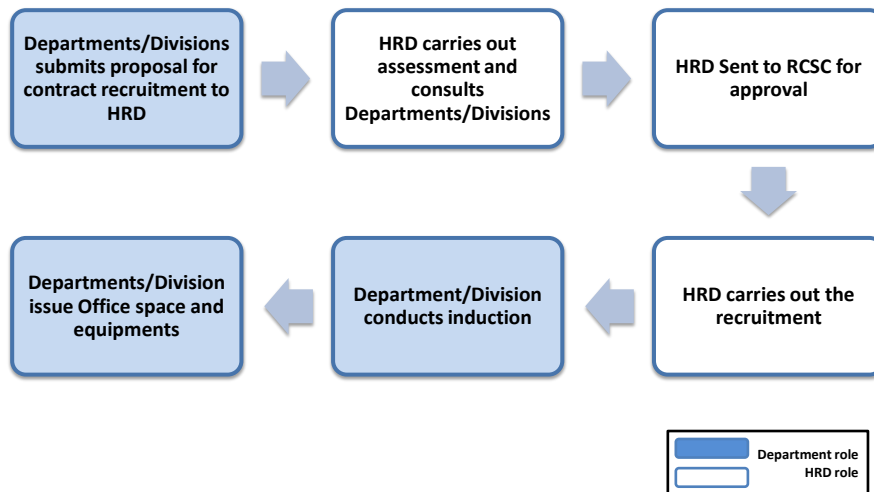 Departments/Divisions
submits proposal for
contract recruitment to
HRD
HRD carries out
assessment and
consults
Departments/Divisions
HRD Sent to RCSC for
approval
HRD carries out the
recruitment
Department/Division
conducts induction
Departments/Division
issue Office space and
equipments
Department role
HRD role